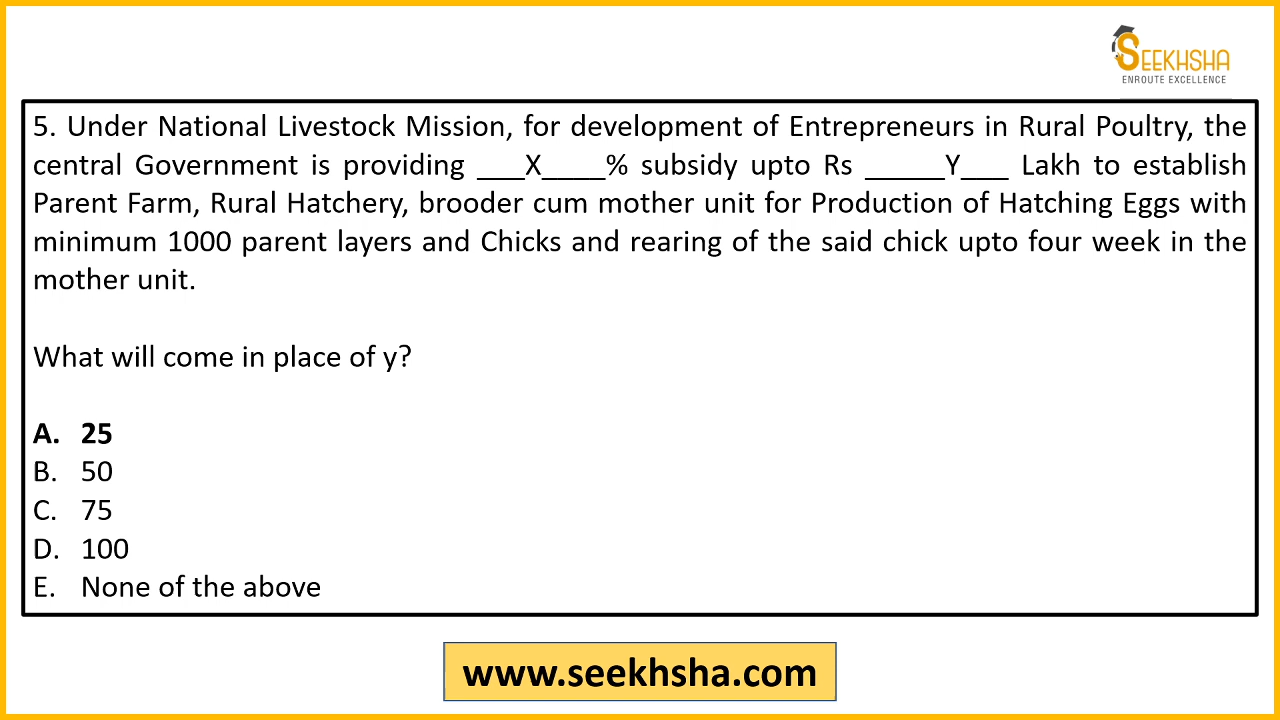 SEEKHSHA
ENROUTE EXCELLENCE
5. Under National Livestock Mission, for development of Entrepreneurs in Rural Poultry, the
central Government is providing ___X____% subsidy upto Rs _____Y___ Lakh to establish
Parent Farm, Rural Hatchery, brooder cum mother unit for Production of Hatching Eggs with
minimum 1000 parent layers and Chicks and rearing of the said chick upto four week in the
mother unit.
What will come in place of y?
A. 25
B. 50
C. 75
D. 100
E. None of the above
www.seekhsha.com